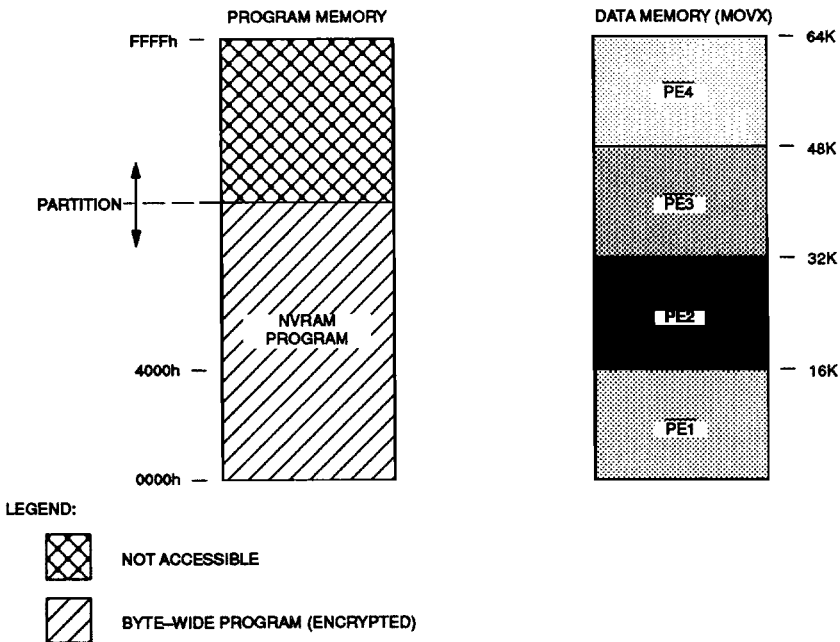 PROGRAM MEMORY
FFFFh
PARTITION
NVRAM
PROGRAM
4000h
0000h
DATA MEMORY (MOVX)
64K
PE4
48K
PE3
32K
PE2
16K
PE1
LEGEND:
NOT ACCESSIBLE
BYTE–WIDE PROGRAM (ENCRYPTED)